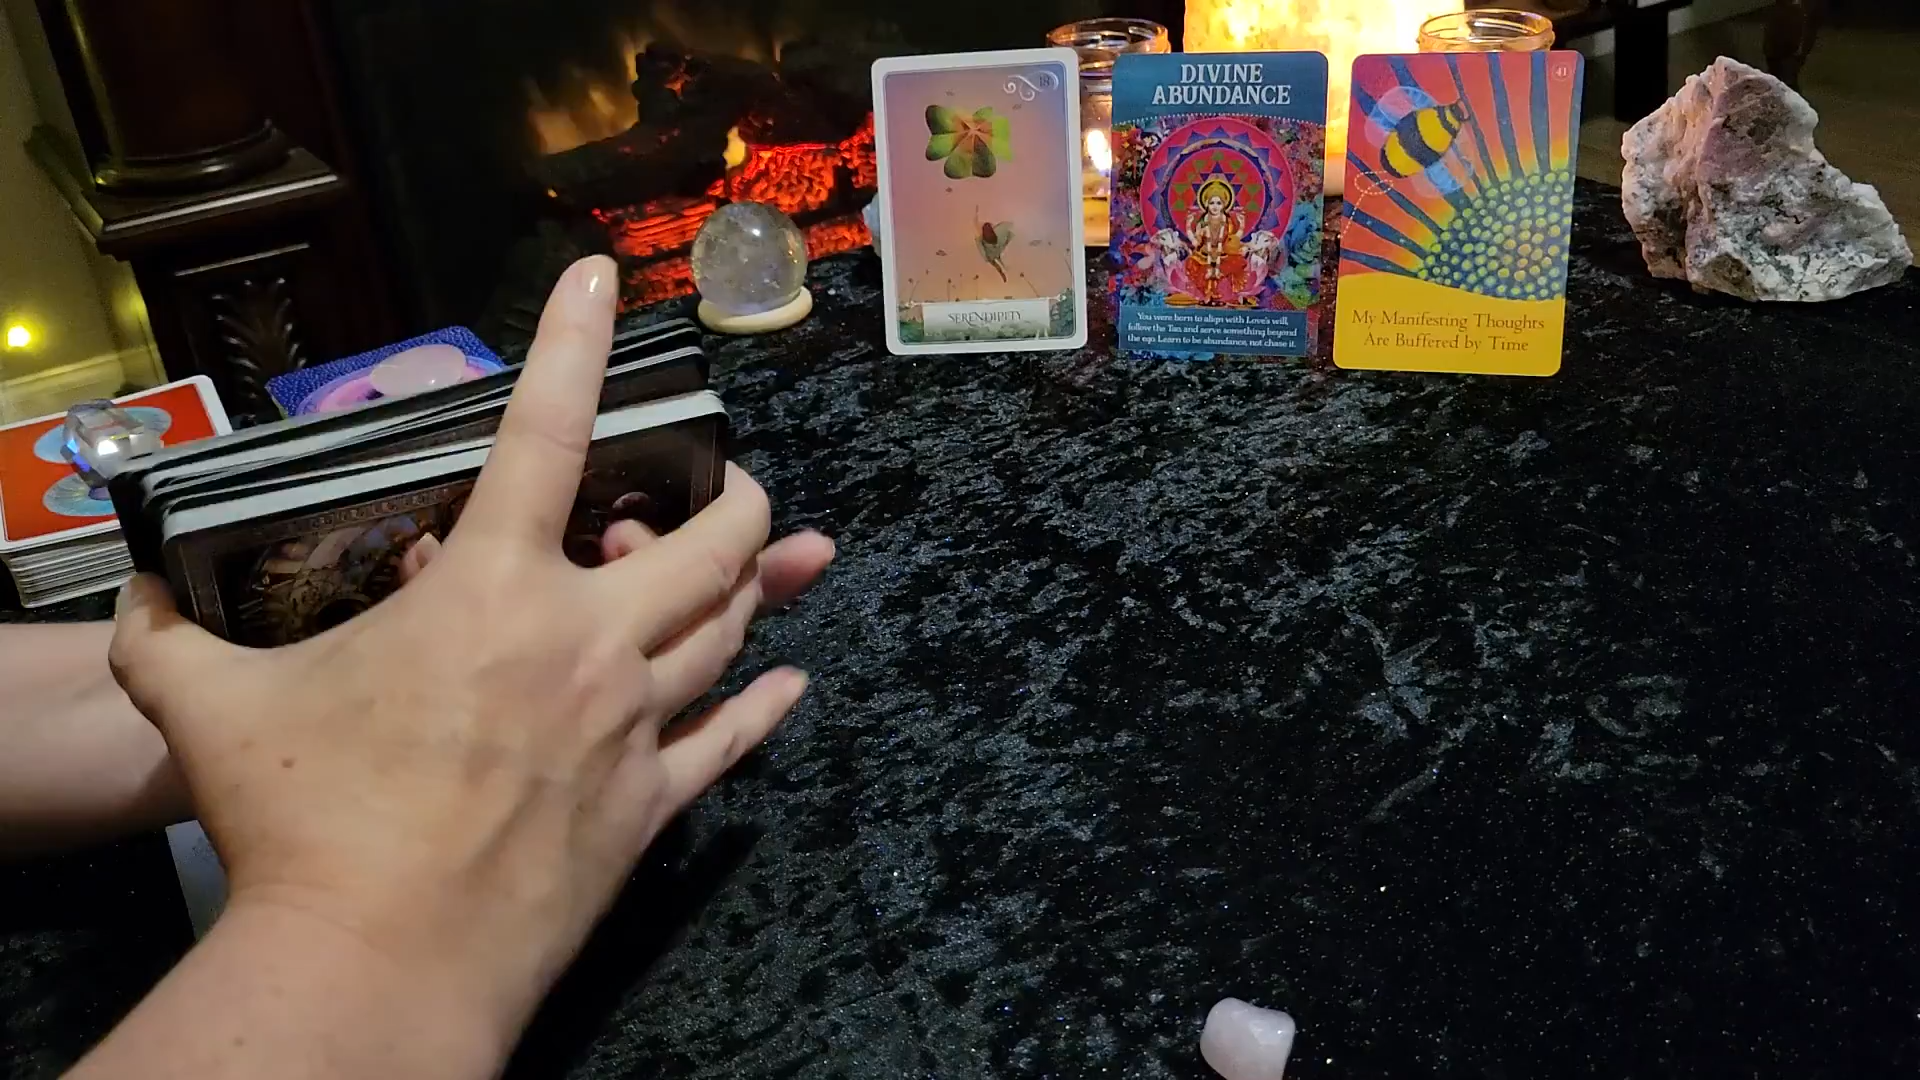 18
SERENDIPITY
DIVINE
ABUNDANCE
You were born to align with Love's will,
follow the Tao and serve something beyond
the ego. Learn to be abundance, not chase it.
41
My Manifesting Thoughts
Are Buffered by Time